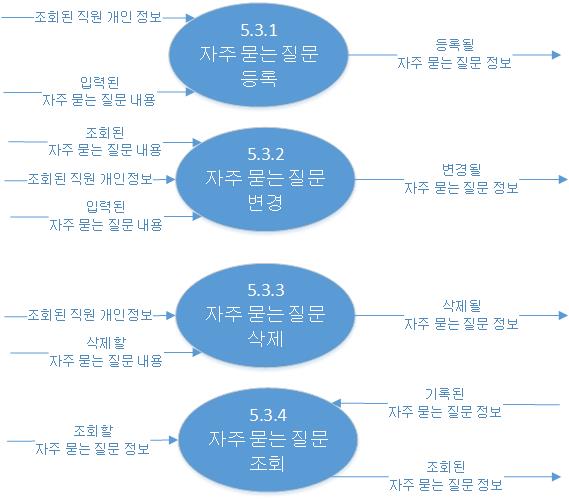 조회된 직원 개인 정보
입력된
자주 묻는 질문 내용
5.3.1
자주 묻는 질문
등록
등록될
자주 묻는 질문 정보
조회된
자주 묻는 질문 내용
조회된 직원 개인정보
입력된
자주 묻는 질문 내용
5.3.2
자주 묻는 질문
변경
변경될
자주 묻는 질문 정보
조회된 직원 개인정보
삭제할
자주 묻는 질문 내용
5.3.3
자주 묻는 질문
삭제
삭제될
자주 묻는 질문 정보
조회할
자주 묻는 질문 정보
5.3.4
자주 묻는 질문
조회
기록된
자주 묻는 질문 정보
조회된
자주 묻는 질문 정보